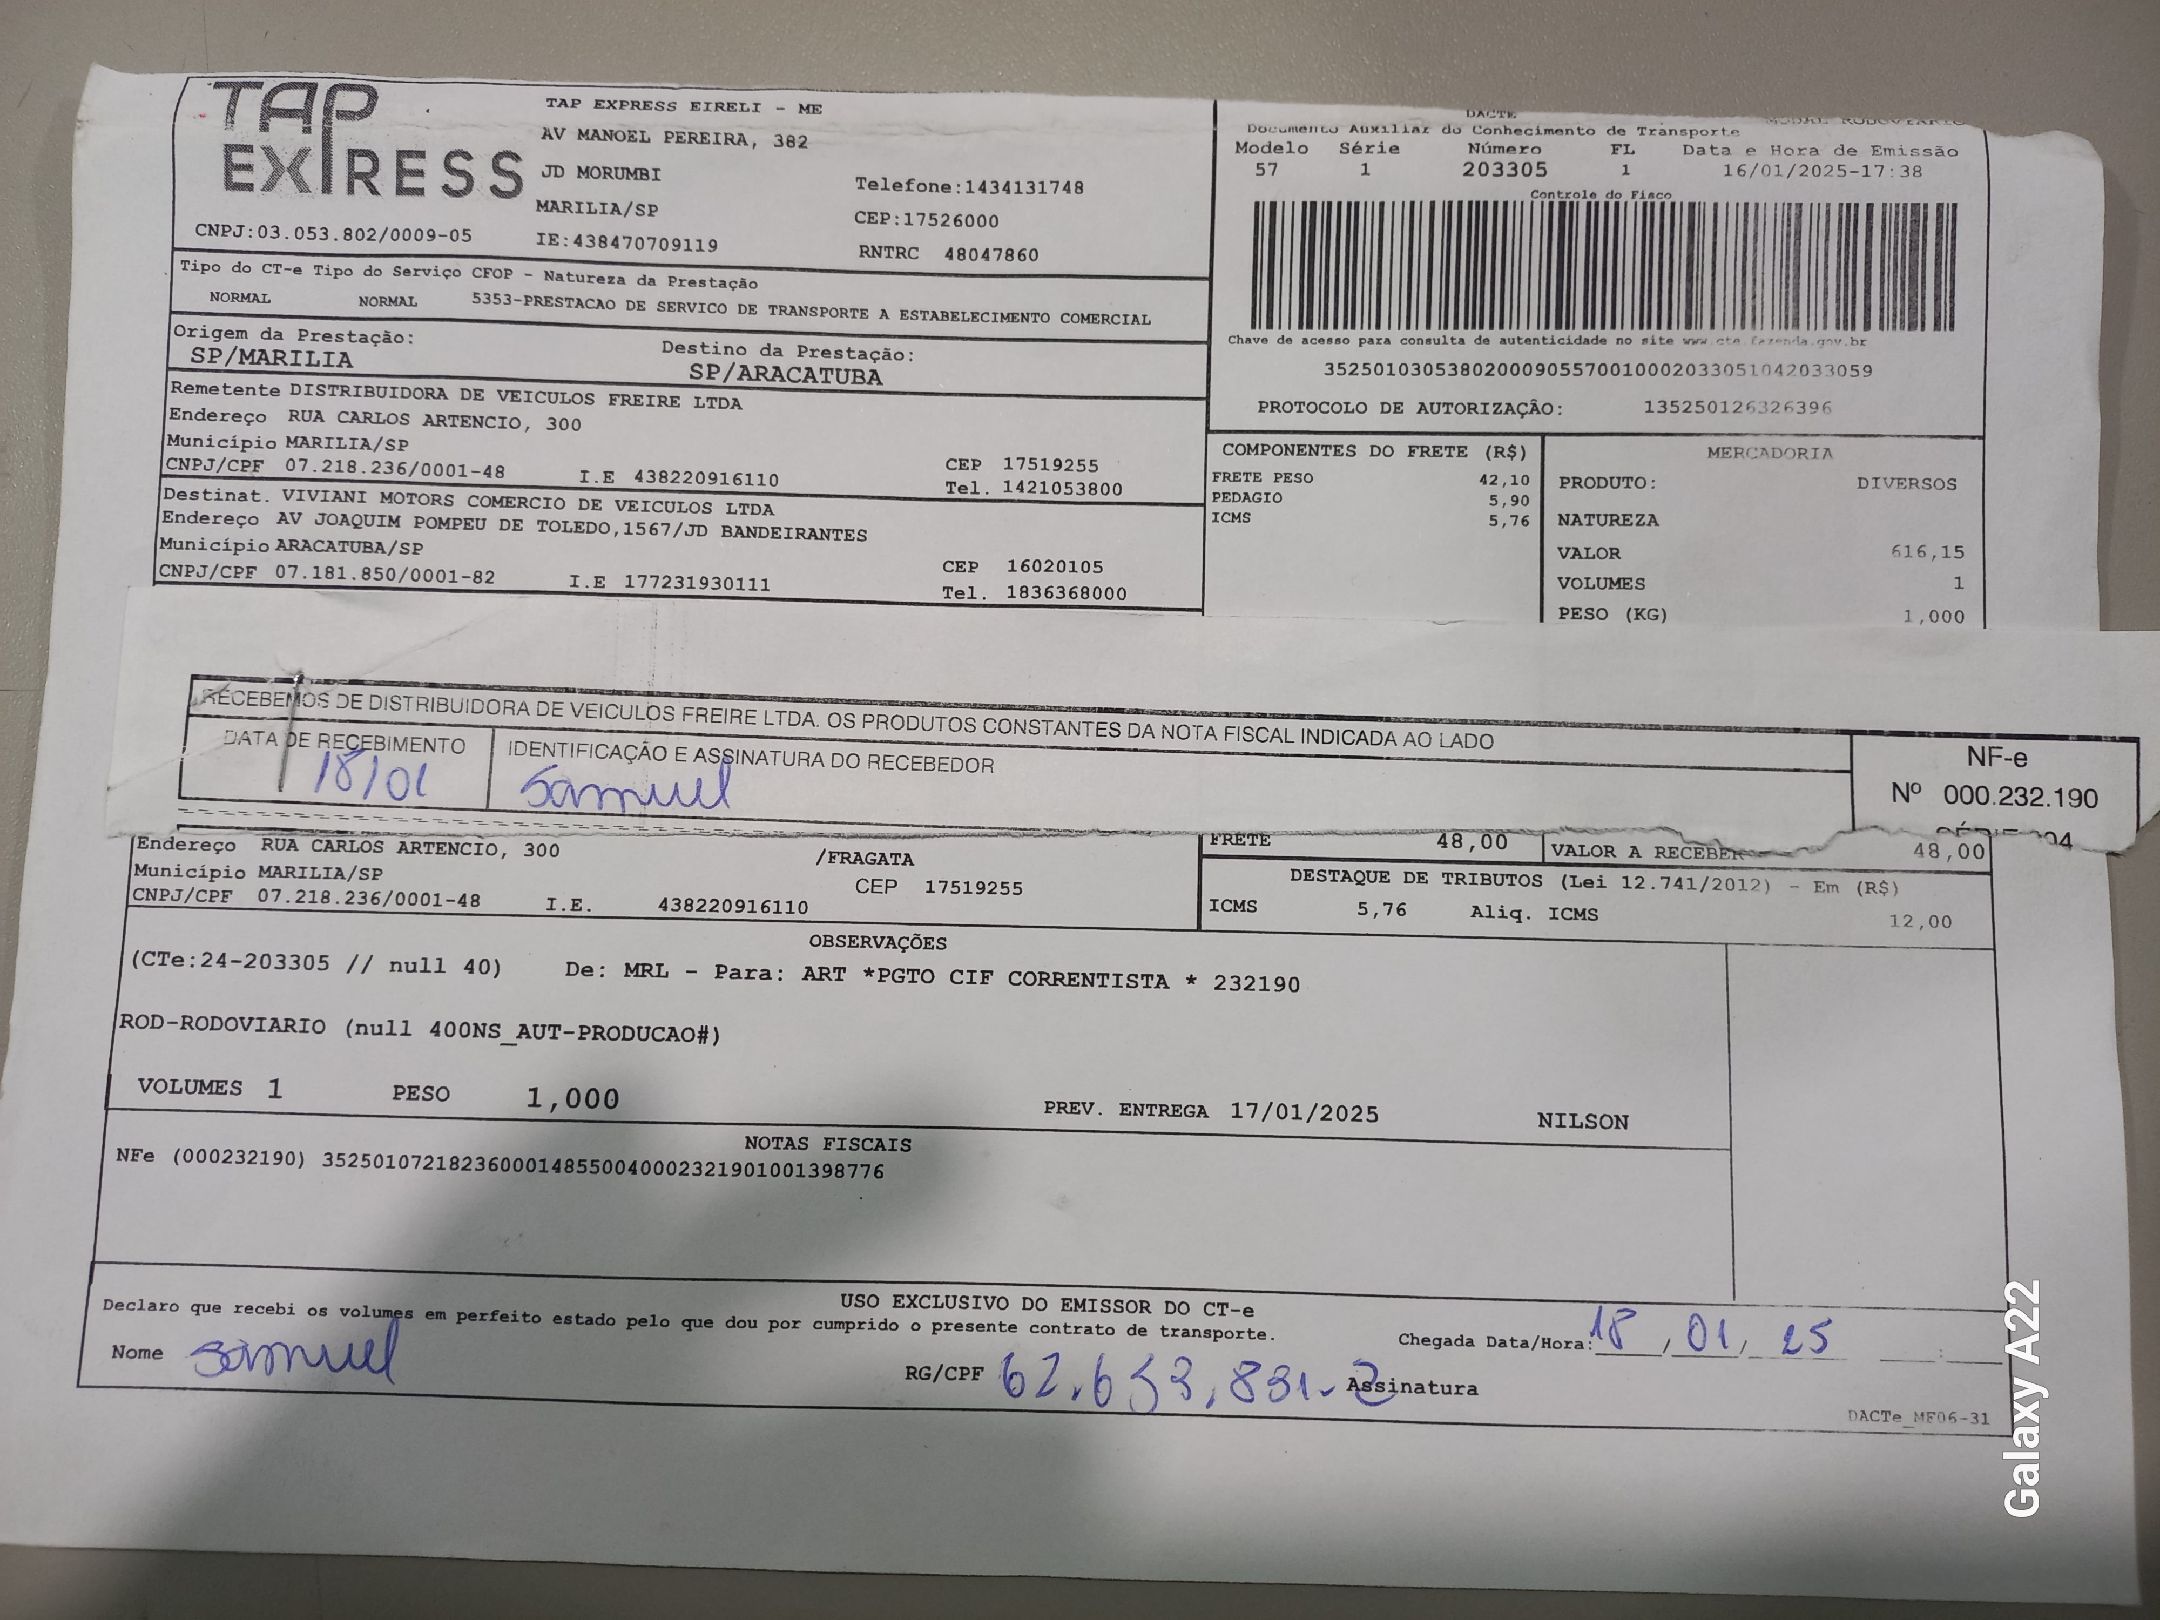 TAP EXPRESS
TAP EXPRESS EIRELI - ME
AV MANOEL PEREIRA, 382
JD MORUMBI
Telefone:1434131748
MARILIA/SP
CEP:17526000
CNPJ:03.053.802/0009-05
IE:438470709119
RNTRC 48047860
DACTE
MODAL RODOVIARIO
Documento Auxiliar do Conhecimento de Transporte
Modelo Série Número FL Data e Hora de Emissão
57 1 203305 1 16/01/2025-17:38
Controle do Fisco
Chave de acesso para consulta de autenticidade no site www.cte.fazenda.gov.br
35250103053802000905570010002033051042033059
PROTOCOLO DE AUTORIZAÇÃO: 135250126326396
Tipo do CT-e Tipo do Serviço CFOP - Natureza da Prestação
NORMAL NORMAL 5353-PRESTACAO DE SERVICO DE TRANSPORTE A ESTABELECIMENTO COMERCIAL
Origem da Prestação: Destino da Prestação:
SP/MARILIA SP/ARACATUBA
Remetente DISTRIBUIDORA DE VEICULOS FREIRE LTDA
Endereço RUA CARLOS ARTENCIO, 300
Município MARILIA/SP
CEP 17519255
CNPJ/CPF 07.218.236/0001-48 I.E 438220916110
Tel. 1421053800
Destinat. VIVIANI MOTORS COMERCIO DE VEICULOS LTDA
Endereço AV JOAQUIM POMPEU DE TOLEDO,1567/JD BANDEIRANTES
Município ARACATUBA/SP
CEP 16020105
CNPJ/CPF 07.181.850/0001-82 I.E 177231930111
Tel. 1836368000
COMPONENTES DO FRETE (R$)
FRETE PESO 42,10
PEDAGIO 5,90
ICMS 5,76
MERCADORIA
PRODUTO: DIVERSOS
NATUREZA
VALOR 616,15
VOLUMES 1
PESO (KG) 1,000
RECEBEMOS DE DISTRIBUIDORA DE VEICULOS FREIRE LTDA. OS PRODUTOS CONSTANTES DA NOTA FISCAL INDICADA AO LADO
DATA DE RECEBIMENTO
18/01
IDENTIFICAÇÃO E ASSINATURA DO RECEBEDOR
Samuel
NF-e
Nº 000.232.190
Endereço RUA CARLOS ARTENCIO, 300 /FRAGATA
Município MARILIA/SP
CEP 17519255
CNPJ/CPF 07.218.236/0001-48 I.E. 438220916110
FRETE 48,00 VALOR A RECEBER 48,00
DESTAQUE DE TRIBUTOS (Lei 12.741/2012) - Em (R$)
ICMS 5,76 Aliq. ICMS 12,00
OBSERVAÇÕES
(CTe:24-203305 // null 40) De: MRL - Para: ART *PGTO CIF CORRENTISTA * 232190
ROD-RODOVIARIO (null 400NS_AUT-PRODUCAO#)
VOLUMES 1 PESO 1,000 PREV. ENTREGA 17/01/2025 NILSON
NOTAS FISCAIS
NFe (000232190) 35250107218236000148550040002321901001398776
USO EXCLUSIVO DO EMISSOR DO CT-e
Declaro que recebi os volumes em perfeito estado pelo que dou por cumprido o presente contrato de transporte.
Chegada Data/Hora: 18/01/25 :
Nome Samuel
RG/CPF
Assinatura
DACTe_MF06-31
Galaxy A22